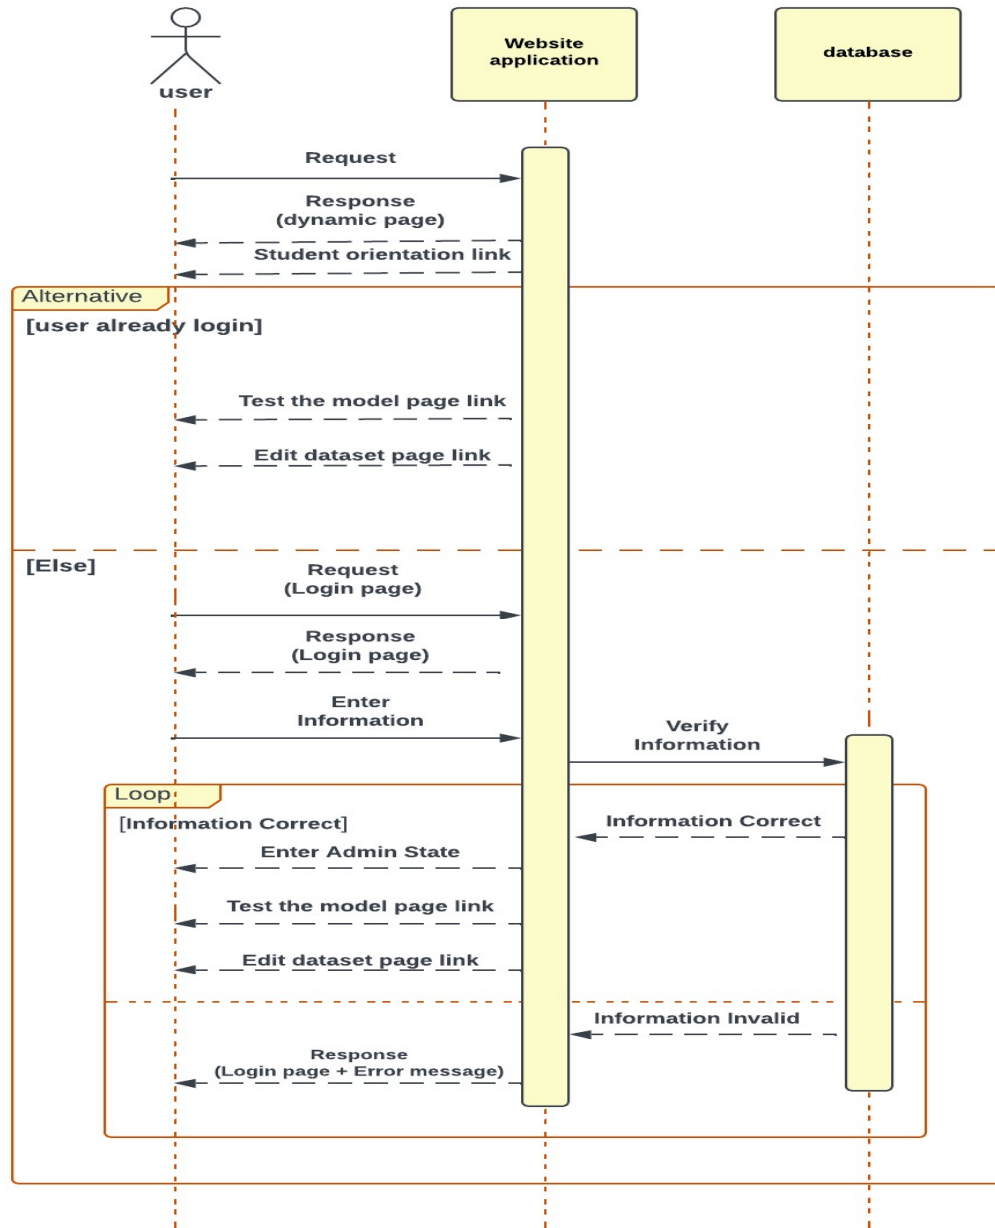 Website
application
database
user
Request
Response
(dynamic page)
Student orientation link
Alternative
[user already login]
Test the model page link
Edit dataset page link
[Else]
Request
(Login page)
Response
(Login page)
Enter
Information
Verify
Information
Loop
[Information Correct]
Information Correct
Enter Admin State
Test the model page link
Edit dataset page link
Information Invalid
Response
(Login page + Error message)